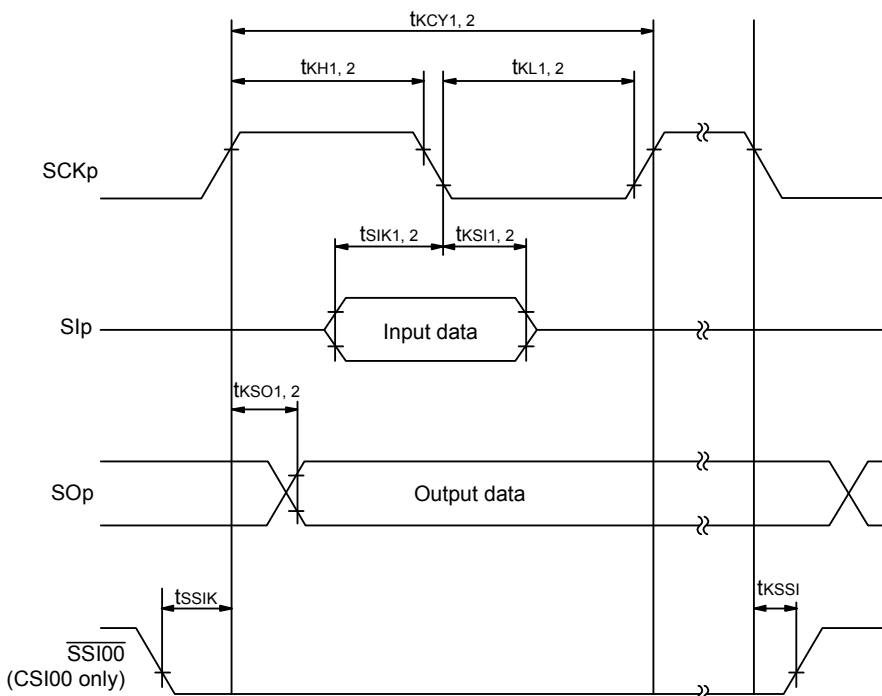 tKCY1, 2
tKH1, 2
tKL1, 2
SCKp
tSIK1, 2
tKSI1, 2
SIp
Input data
tKSO1, 2
SOp
Output data
tSSIK
tKSSI
SSI00
(CSI00 only)